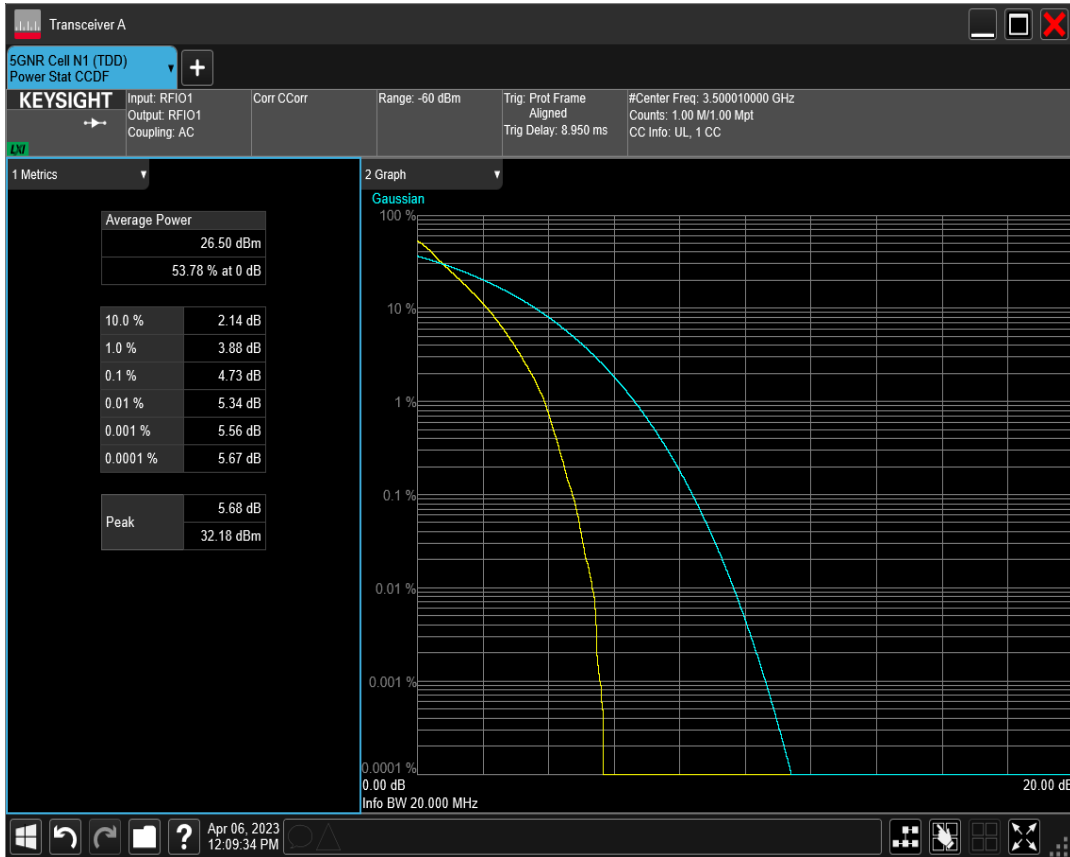 Transceiver A
5GNR Cell N1 (TDD)
Power Stat CCDF
+
KEYSIGHT
LXI
Input: RFIO1
Output: RFIO1
Coupling: AC
Corr CCorr
Range: -60 dBm
Trig: Prot Frame
Aligned
Trig Delay: 8.950 ms
#Center Freq: 3.500010000 GHz
Counts: 1.00 M/1.00 Mpt
CC Info: UL, 1 CC
1 Metrics
Average Power
26.50 dBm
53.78 % at 0 dB
10.0 % 2.14 dB
1.0 % 3.88 dB
0.1 % 4.73 dB
0.01 % 5.34 dB
0.001 % 5.56 dB
0.0001 % 5.67 dB
Peak 5.68 dB
32.18 dBm
2 Graph
Gaussian
100 %
10 %
1 %
0.1 %
0.01 %
0.001 %
0.0001 %
0.00 dB 20.00 dB
Info BW 20.000 MHz
?
Apr 06, 2023
12:09:34 PM